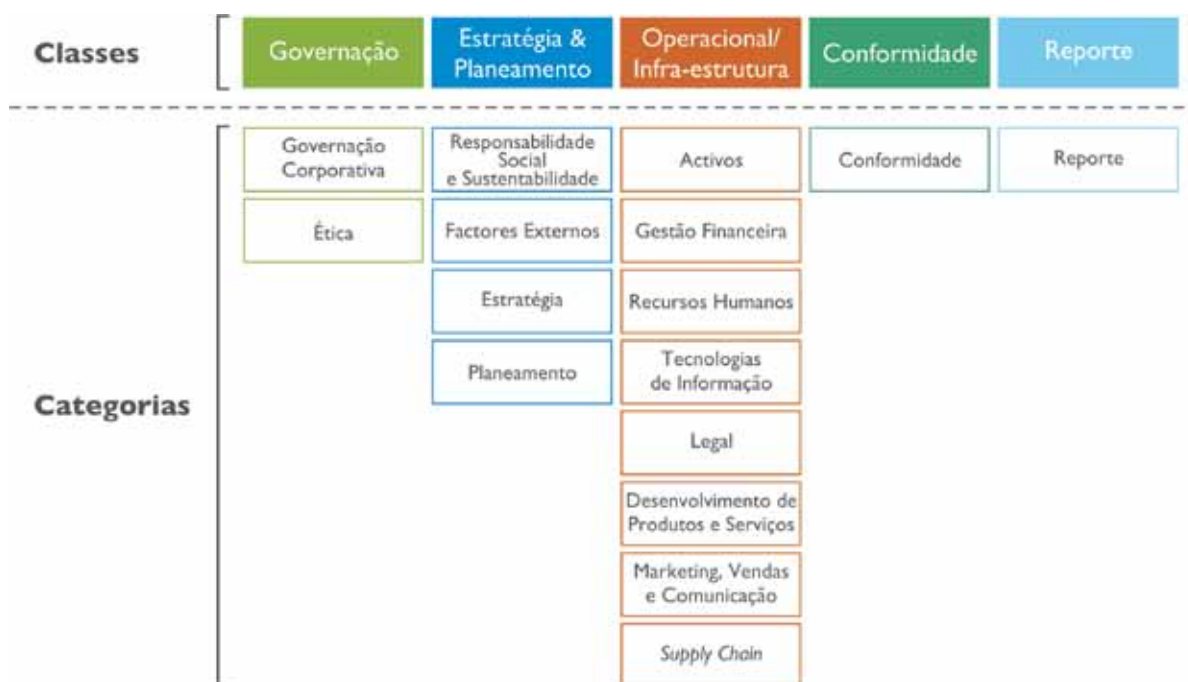 Classes
Governação
Estratégia &
Planeamento
Operacional/
Infra-estrutura
Conformidade
Reporte
Categorias
Governação
Corporativa
Ética
Responsabilidade
Social
e Sustentabilidade
Factores Externos
Estratégia
Planeamento
Activos
Gestão Financeira
Recursos Humanos
Tecnologias
de Informação
Legal
Desenvolvimento de
Produtos e Serviços
Marketing, Vendas
e Comunicação
Supply Chain
Conformidade
Reporte